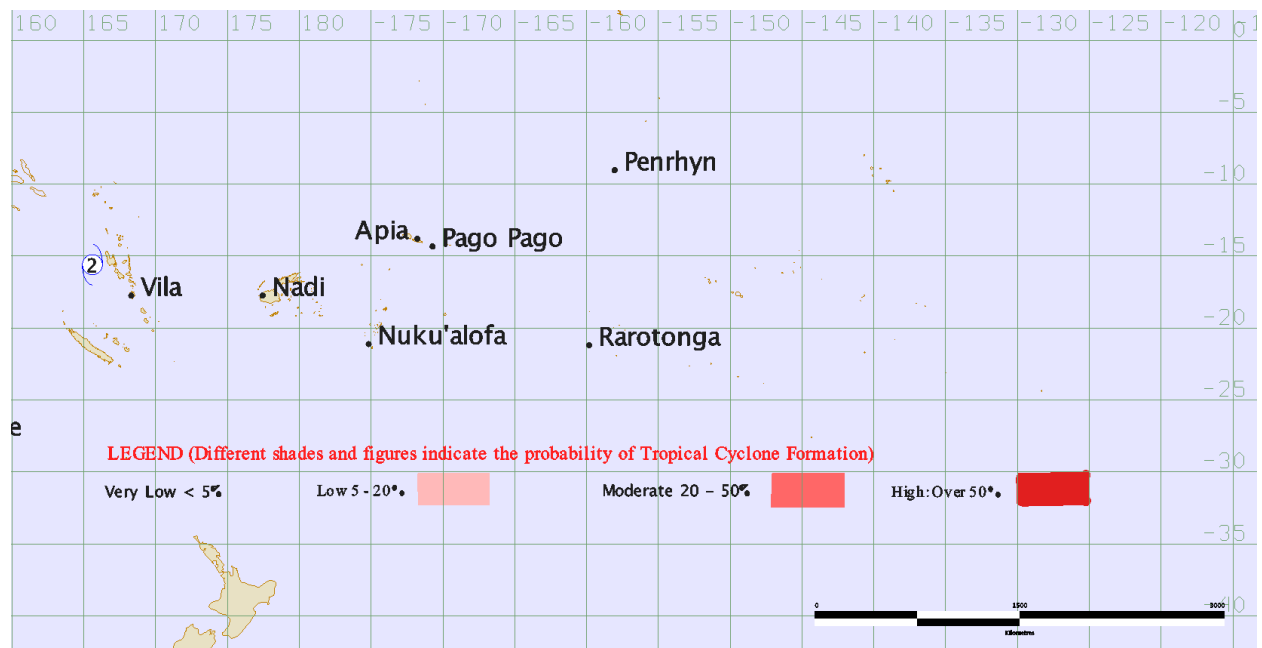 160 165 170 175 180 -175 -170 -165 -160 -155 -150 -145 -140 -135 -130 -125 -120
0
-5
Penrhyn
-10
Apia Pago Pago
-15
2
Vila Nadi
-20
Nuku'alofa Rarotonga
-25
e
LEGEND (Different shades and figures indicate the probability of Tropical Cyclone Formation)
-30
Very Low < 5% Low 5 - 20% Moderate 20 – 50% High: Over 50%
-35
0 1500 3000
-40
Kilometres